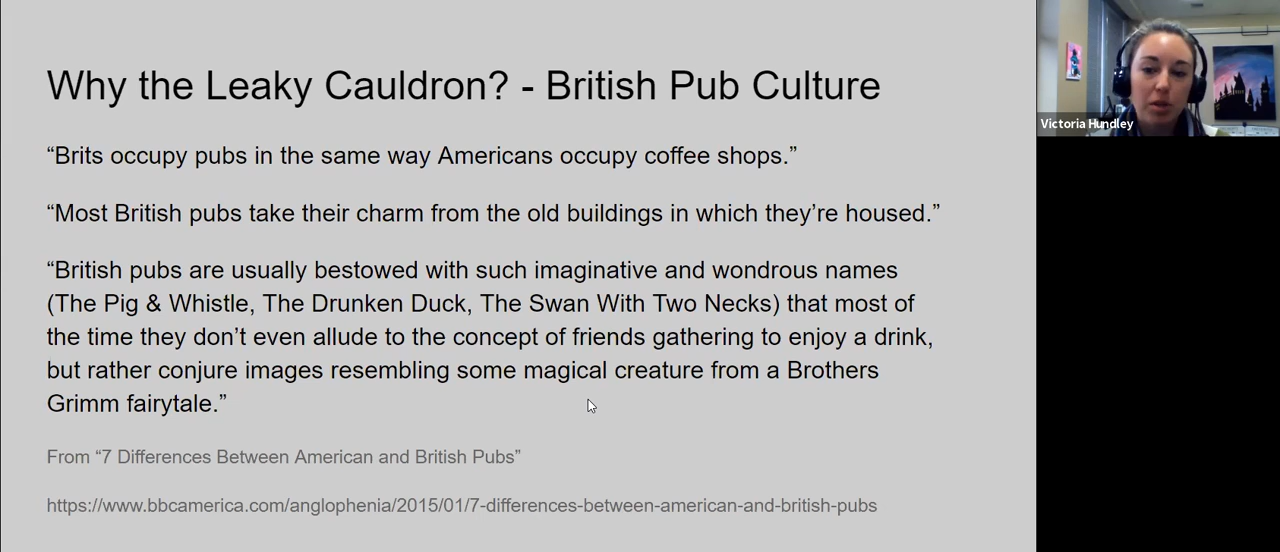 Why the Leaky Cauldron? - British Pub Culture
“Brits occupy pubs in the same way Americans occupy coffee shops.”
“Most British pubs take their charm from the old buildings in which they’re housed.”
“British pubs are usually bestowed with such imaginative and wondrous names
(The Pig & Whistle, The Drunken Duck, The Swan With Two Necks) that most of
the time they don’t even allude to the concept of friends gathering to enjoy a drink,
but rather conjure images resembling some magical creature from a Brothers
Grimm fairytale.”
From “7 Differences Between American and British Pubs”
https://www.bbcamerica.com/anglophenia/2015/01/7-differences-between-american-and-british-pubs
Victoria Hundley